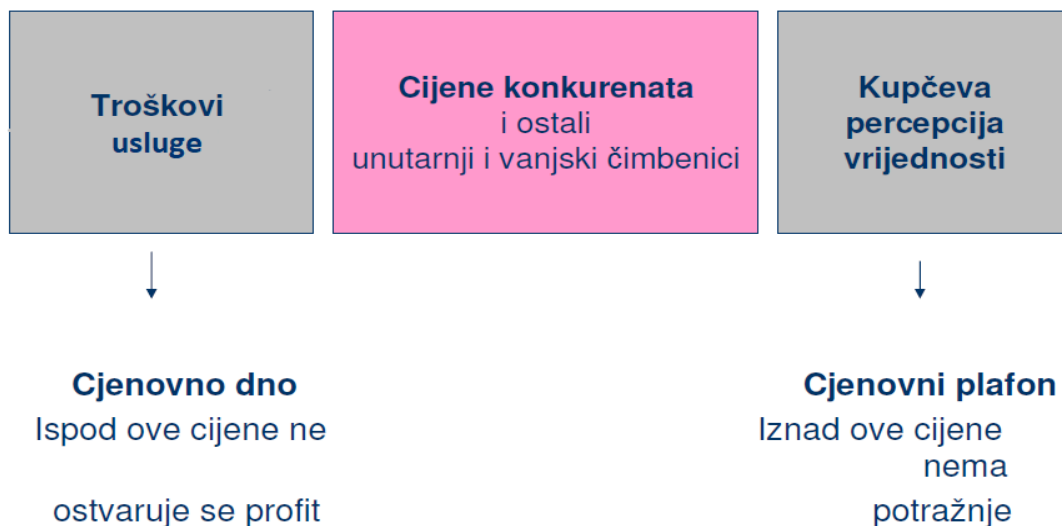 Troškovi
usluge
Cijene konkurenata
i ostali
unutarnji i vanjski čimbenici
Kupčeva
percepcija
vrijednosti
Cjenovno dno
Ispod ove cijene ne
ostvaruje se profit
Cjenovni plafon
Iznad ove cijene
nema
potražnje